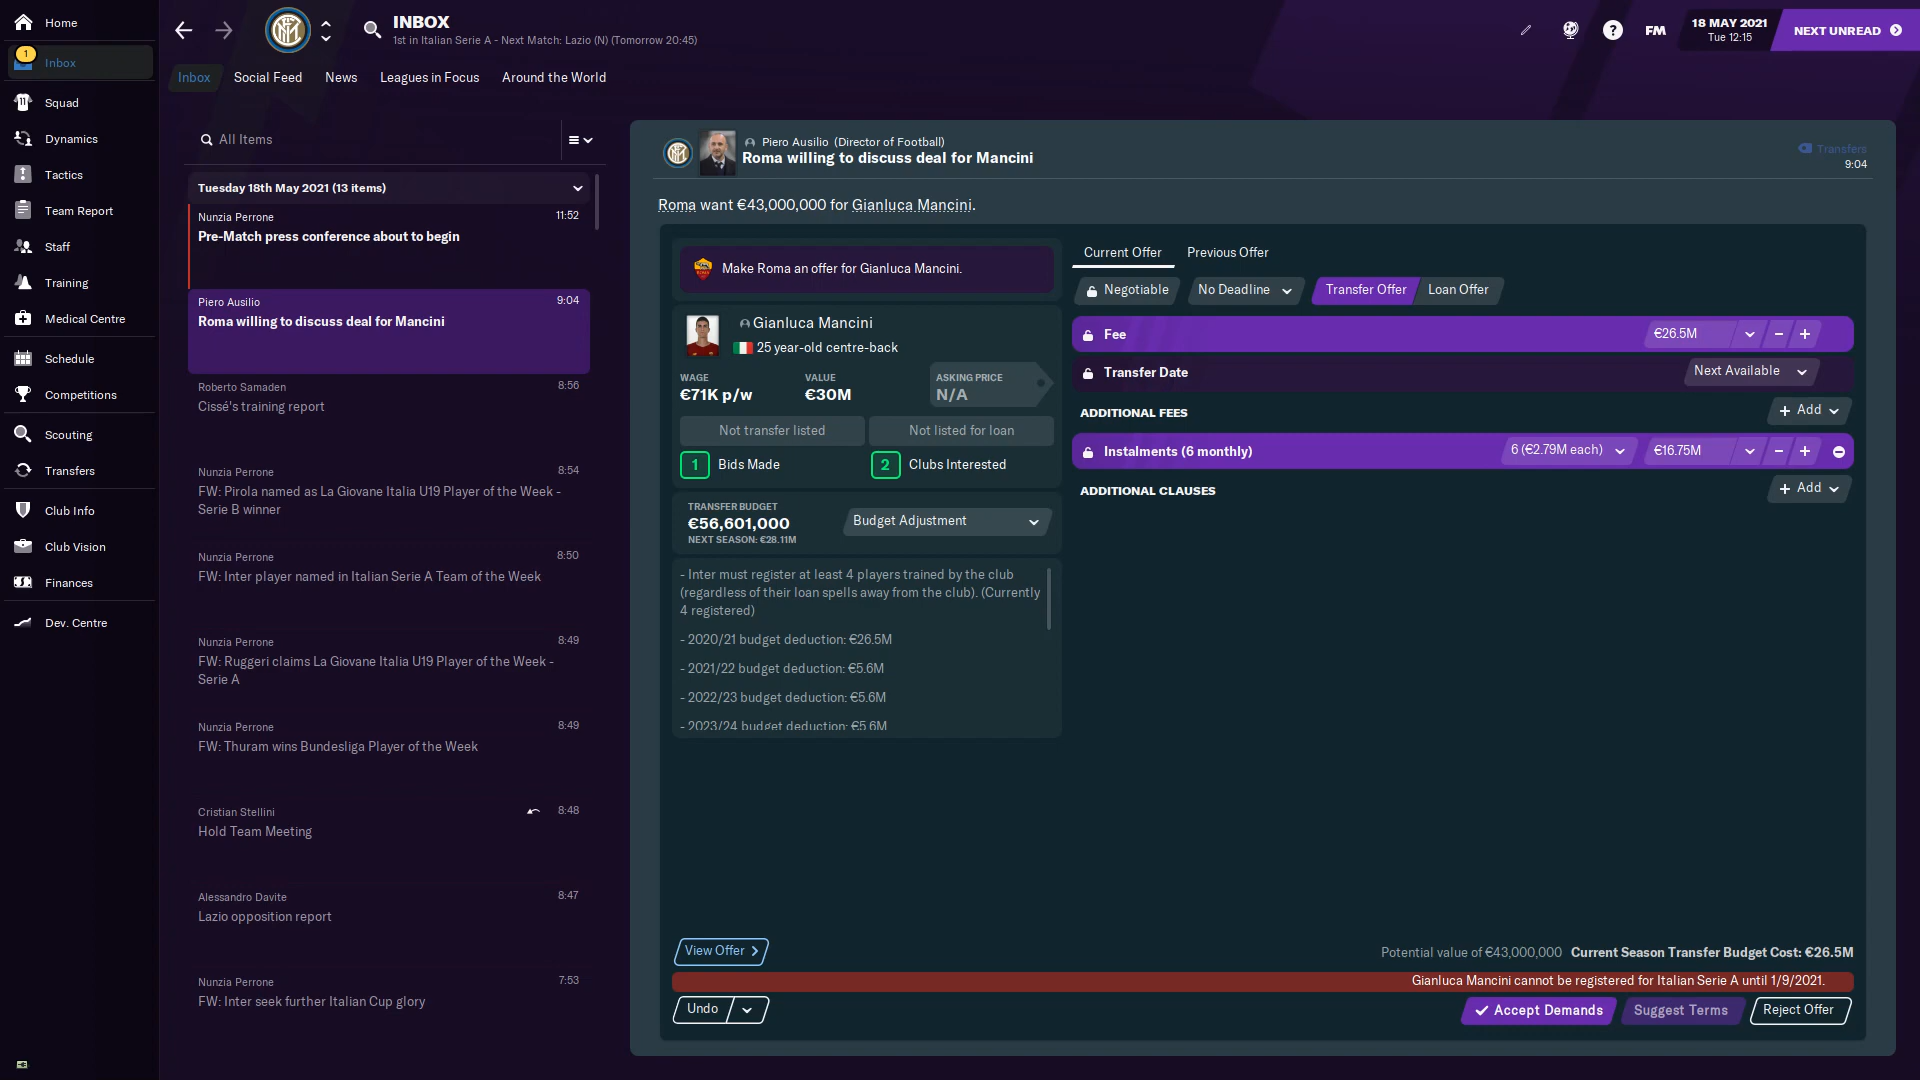 Home
1
Inbox
Squad
Dynamics
Tactics
Team Report
Staff
Training
Medical Centre
Schedule
Competitions
Scouting
Transfers
Club Info
Club Vision
Finances
Dev. Centre
INBOX
1st in Italian Serie A - Next Match: Lazio (N) (Tomorrow 20:45)
FM
18 MAY 2021
Tue 12:15
NEXT UNREAD
Inbox
Social Feed
News
Leagues in Focus
Around the World
All Items
Tuesday 18th May 2021 (13 items)
Nunzia Perrone 11:52
Pre-Match press conference about to begin
Piero Ausilio 9:04
Roma willing to discuss deal for Mancini
Roberto Samaden 8:56
Cissé's training report
Nunzia Perrone 8:54
FW: Pirola named as La Giovane Italia U19 Player of the Week -
Serie B winner
Nunzia Perrone 8:50
FW: Inter player named in Italian Serie A Team of the Week
Nunzia Perrone 8:49
FW: Ruggeri claims La Giovane Italia U19 Player of the Week -
Serie A
Nunzia Perrone 8:49
FW: Thuram wins Bundesliga Player of the Week
Cristian Stellini 8:48
Hold Team Meeting
Alessandro Davite 8:47
Lazio opposition report
Nunzia Perrone 7:53
FW: Inter seek further Italian Cup glory
Piero Ausilio (Director of Football)
Roma willing to discuss deal for Mancini
Transfers
9:04
Roma want €43,000,000 for Gianluca Mancini.
Make Roma an offer for Gianluca Mancini.
Gianluca Mancini
25 year-old centre-back
WAGE
€71K p/w
VALUE
€30M
ASKING PRICE
N/A
Not transfer listed
Not listed for loan
1 Bids Made
2 Clubs Interested
TRANSFER BUDGET
€56,601,000
NEXT SEASON: €28.11M
Budget Adjustment
- Inter must register at least 4 players trained by the club
(regardless of their loan spells away from the club). (Currently
4 registered)
- 2020/21 budget deduction: €26.5M
- 2021/22 budget deduction: €5.6M
- 2022/23 budget deduction: €5.6M
- 2023/24 budget deduction: €5.6M
Current Offer
Previous Offer
Negotiable
No Deadline
Transfer Offer
Loan Offer
Fee €26.5M - +
Transfer Date Next Available
ADDITIONAL FEES + Add
Instalments (6 monthly) 6 (€2.79M each) €16.75M - +
ADDITIONAL CLAUSES + Add
View Offer
Potential value of €43,000,000 Current Season Transfer Budget Cost: €26.5M
Gianluca Mancini cannot be registered for Italian Serie A until 1/9/2021.
Undo
Accept Demands
Suggest Terms
Reject Offer